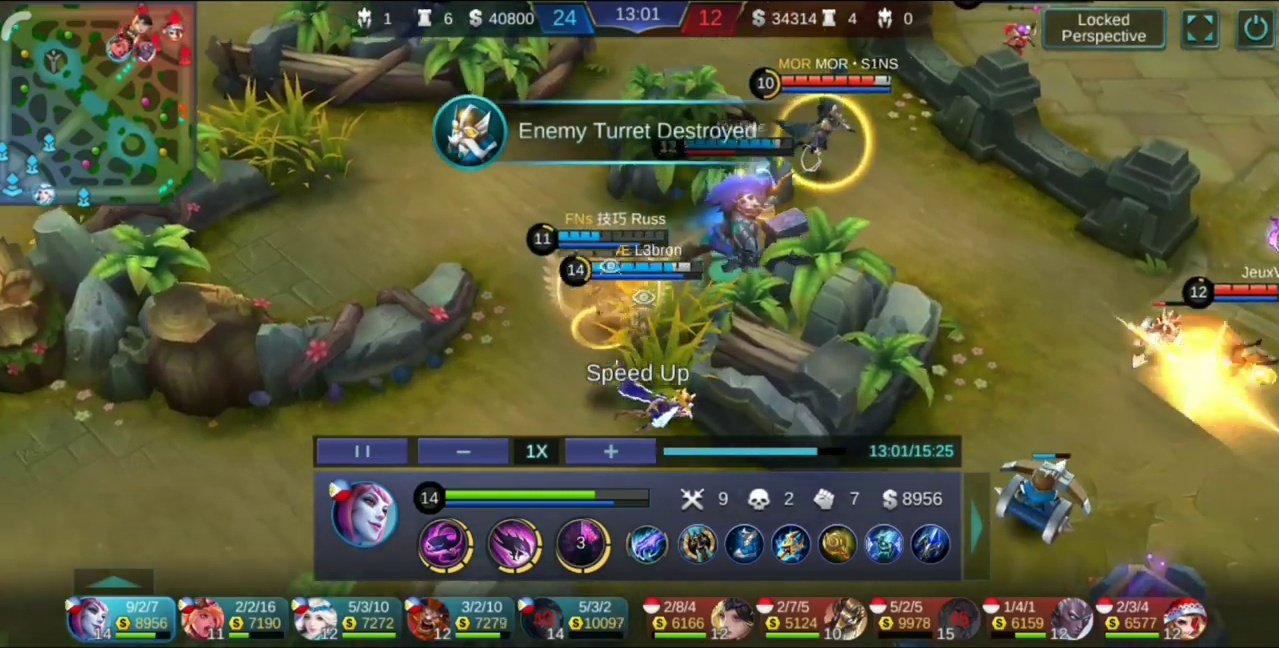 1 6 $ 40800 24 13:01 12 $ 34314 4 0
Locked
Perspective
10 MOR MOR • S1NS
Enemy Turret Destroyed
11 FNs 技巧 Russ
14 Æ L3bron
12 JeuxV
Speed Up
1X
13:01/15:25
14 9 2 7 $ 8956
3
9/2/7 2/2/16 5/3/10 3/2/10 5/3/2 2/8/4 2/7/5 5/2/5 1/4/1 2/3/4
$ 8956 $ 7190 $ 7272 $ 7279 $ 10097 $ 6166 $ 5124 $ 9978 $ 6159 $ 6577
14 11 12 12 14 12 10 15 12 12